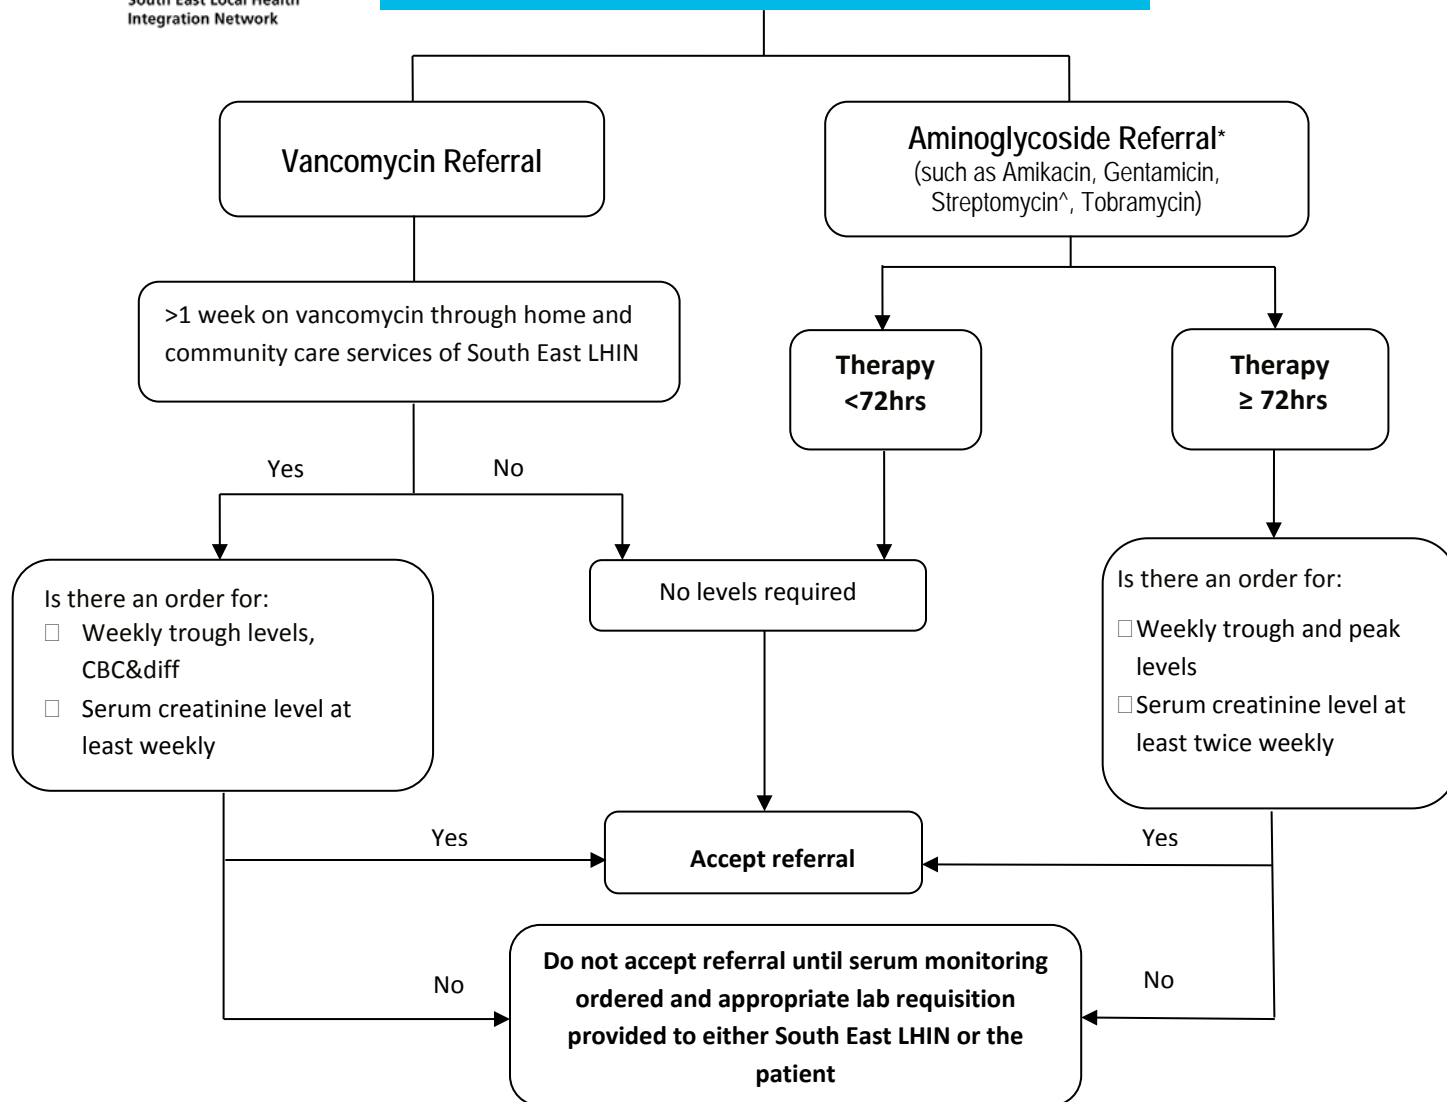 South East Local Health
Integration Network
Vancomycin Referral
Aminoglycoside Referral*
(such as Amikacin, Gentamicin,
Streptomycin^, Tobramycin)
>1 week on vancomycin through home and
community care services of South East LHIN
Therapy
<72hrs
Therapy
≥ 72hrs
Yes
No
Is there an order for:
☐ Weekly trough levels,
CBC&diff
☐ Serum creatinine level at
least weekly
No levels required
Is there an order for:
☐ Weekly trough and peak
levels
☐ Serum creatinine level at
least twice weekly
Yes
Accept referral
Yes
No
Do not accept referral until serum monitoring
ordered and appropriate lab requisition
provided to either South East LHIN or the
patient
No